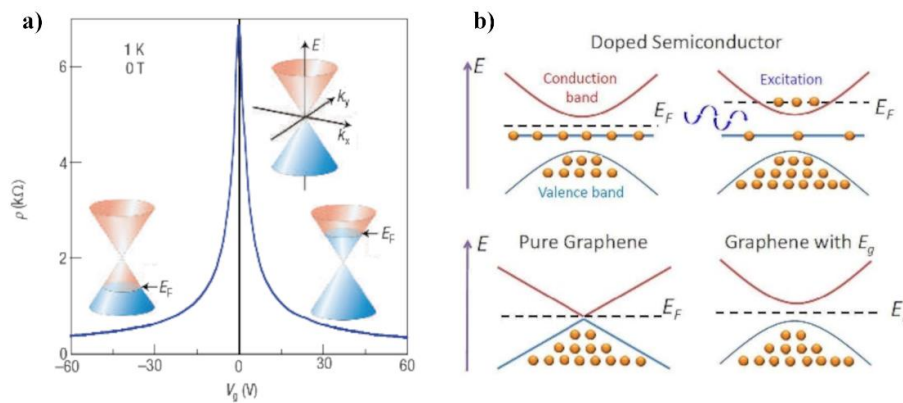 a)
1 K
0 T
E
k_y
k_x
E_F
E_F
6
4
2
0
ρ (kΩ)
−60
−30
0
30
60
V_g (V)
b)
Doped Semiconductor
E
Conduction
band
E_F
Valence band
Excitation
E_F
Pure Graphene
Graphene with E_g
E
E_F
E